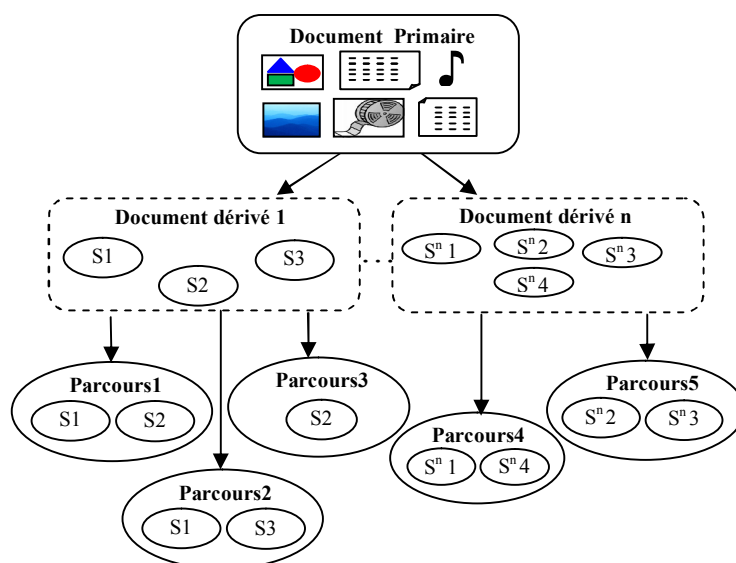 Document Primaire
Document dérivé 1
S1
S2
S3
.....
Document dérivé n
Sⁿ 1
Sⁿ 2
Sⁿ 3
Sⁿ 4
Parcours1
S1 S2
Parcours2
S1 S3
Parcours3
S2
Parcours4
Sⁿ 1 Sⁿ 4
Parcours5
Sⁿ 2 Sⁿ 3